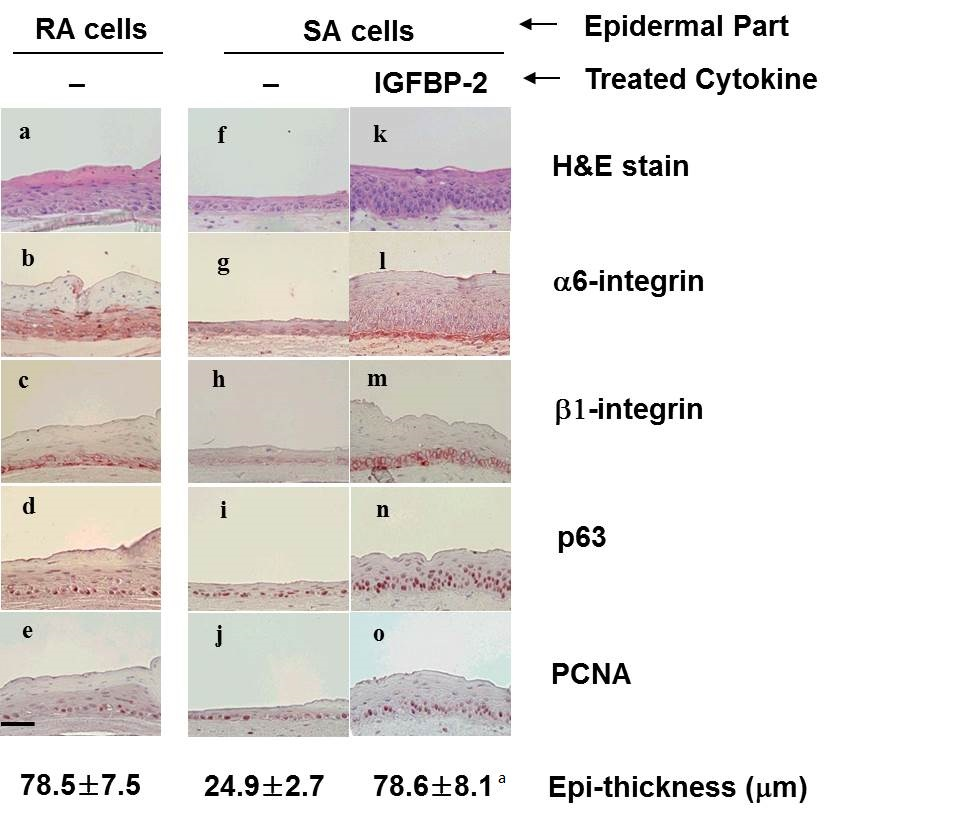 RA cells SA cells ← Epidermal Part
– – IGFBP-2 ← Treated Cytokine
a f k H&E stain
b g l α6-integrin
c h m β1-integrin
d i n p63
e j o PCNA
78.5±7.5 24.9±2.7 78.6±8.1 a Epi-thickness (μm)